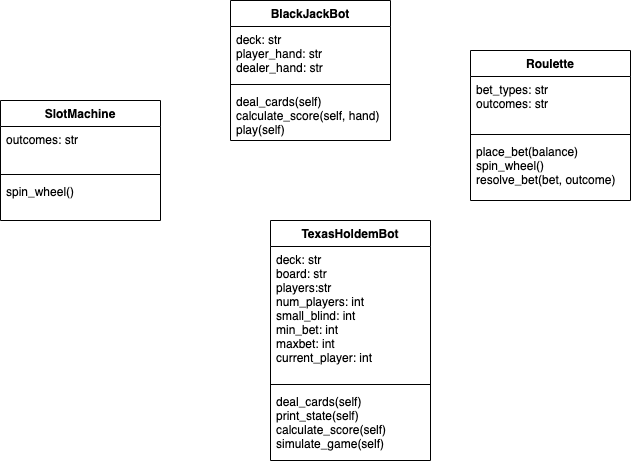 BlackJackBot
deck: str
player_hand: str
dealer_hand: str
deal_cards(self)
calculate_score(self, hand)
play(self)
Roulette
bet_types: str
outcomes: str
place_bet(balance)
spin_wheel()
resolve_bet(bet, outcome)
SlotMachine
outcomes: str
spin_wheel()
TexasHoldemBot
deck: str
board: str
players:str
num_players: int
small_blind: int
min_bet: int
maxbet: int
current_player: int
deal_cards(self)
print_state(self)
calculate_score(self)
simulate_game(self)